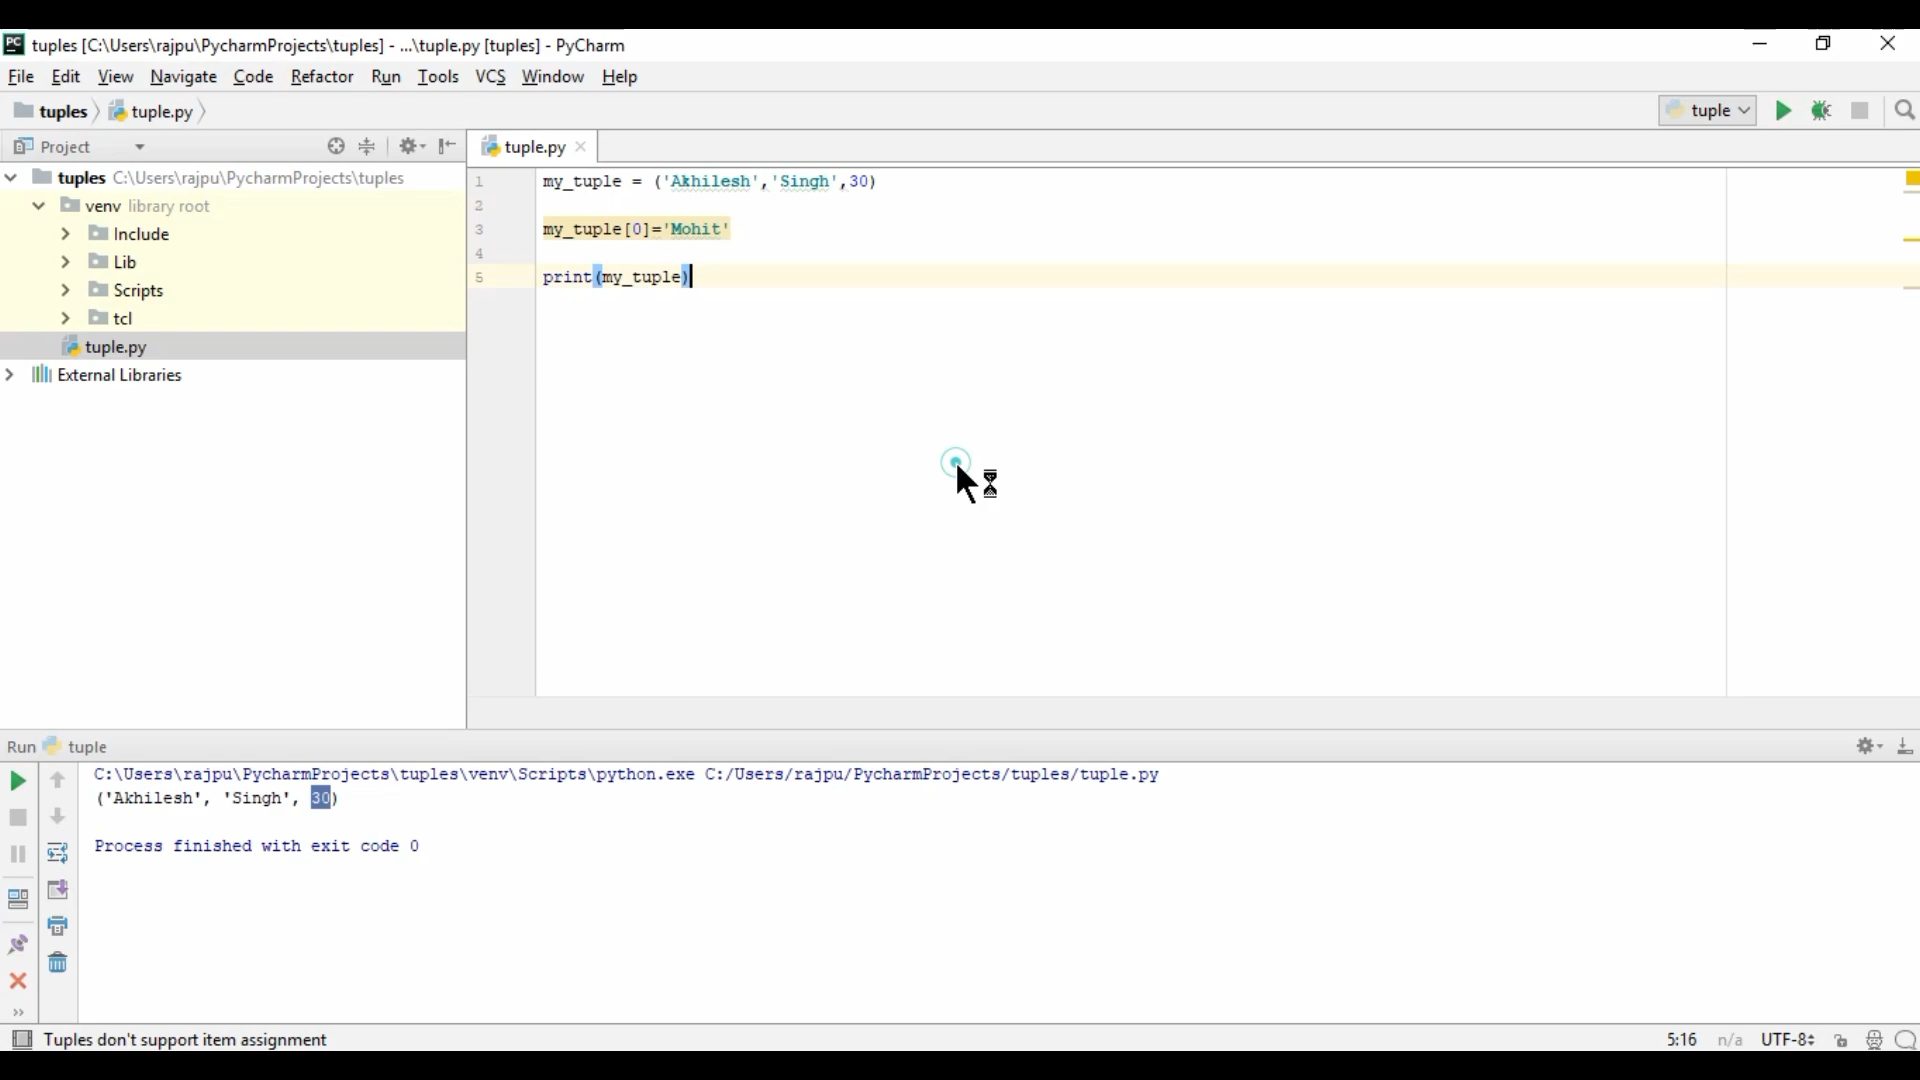 PC tuples [C:\Users\rajpu\PycharmProjects\tuples] - ...\tuple.py [tuples] - PyCharm
File Edit View Navigate Code Refactor Run Tools VCS Window Help
tuples tuple.py
tuple
Project
tuple.py
tuples C:\Users\rajpu\PycharmProjects\tuples
venv library root
Include
Lib
Scripts
tcl
tuple.py
External Libraries
1 my_tuple = ('Akhilesh','Singh',30)
2
3 my_tuple[0]='Mohit'
4
5 print(my_tuple)
Run tuple
C:\Users\rajpu\PycharmProjects\tuples\venv\Scripts\python.exe C:/Users/rajpu/PycharmProjects/tuples/tuple.py
('Akhilesh', 'Singh', 30)
Process finished with exit code 0
Tuples don't support item assignment
5:16 n/a UTF-8